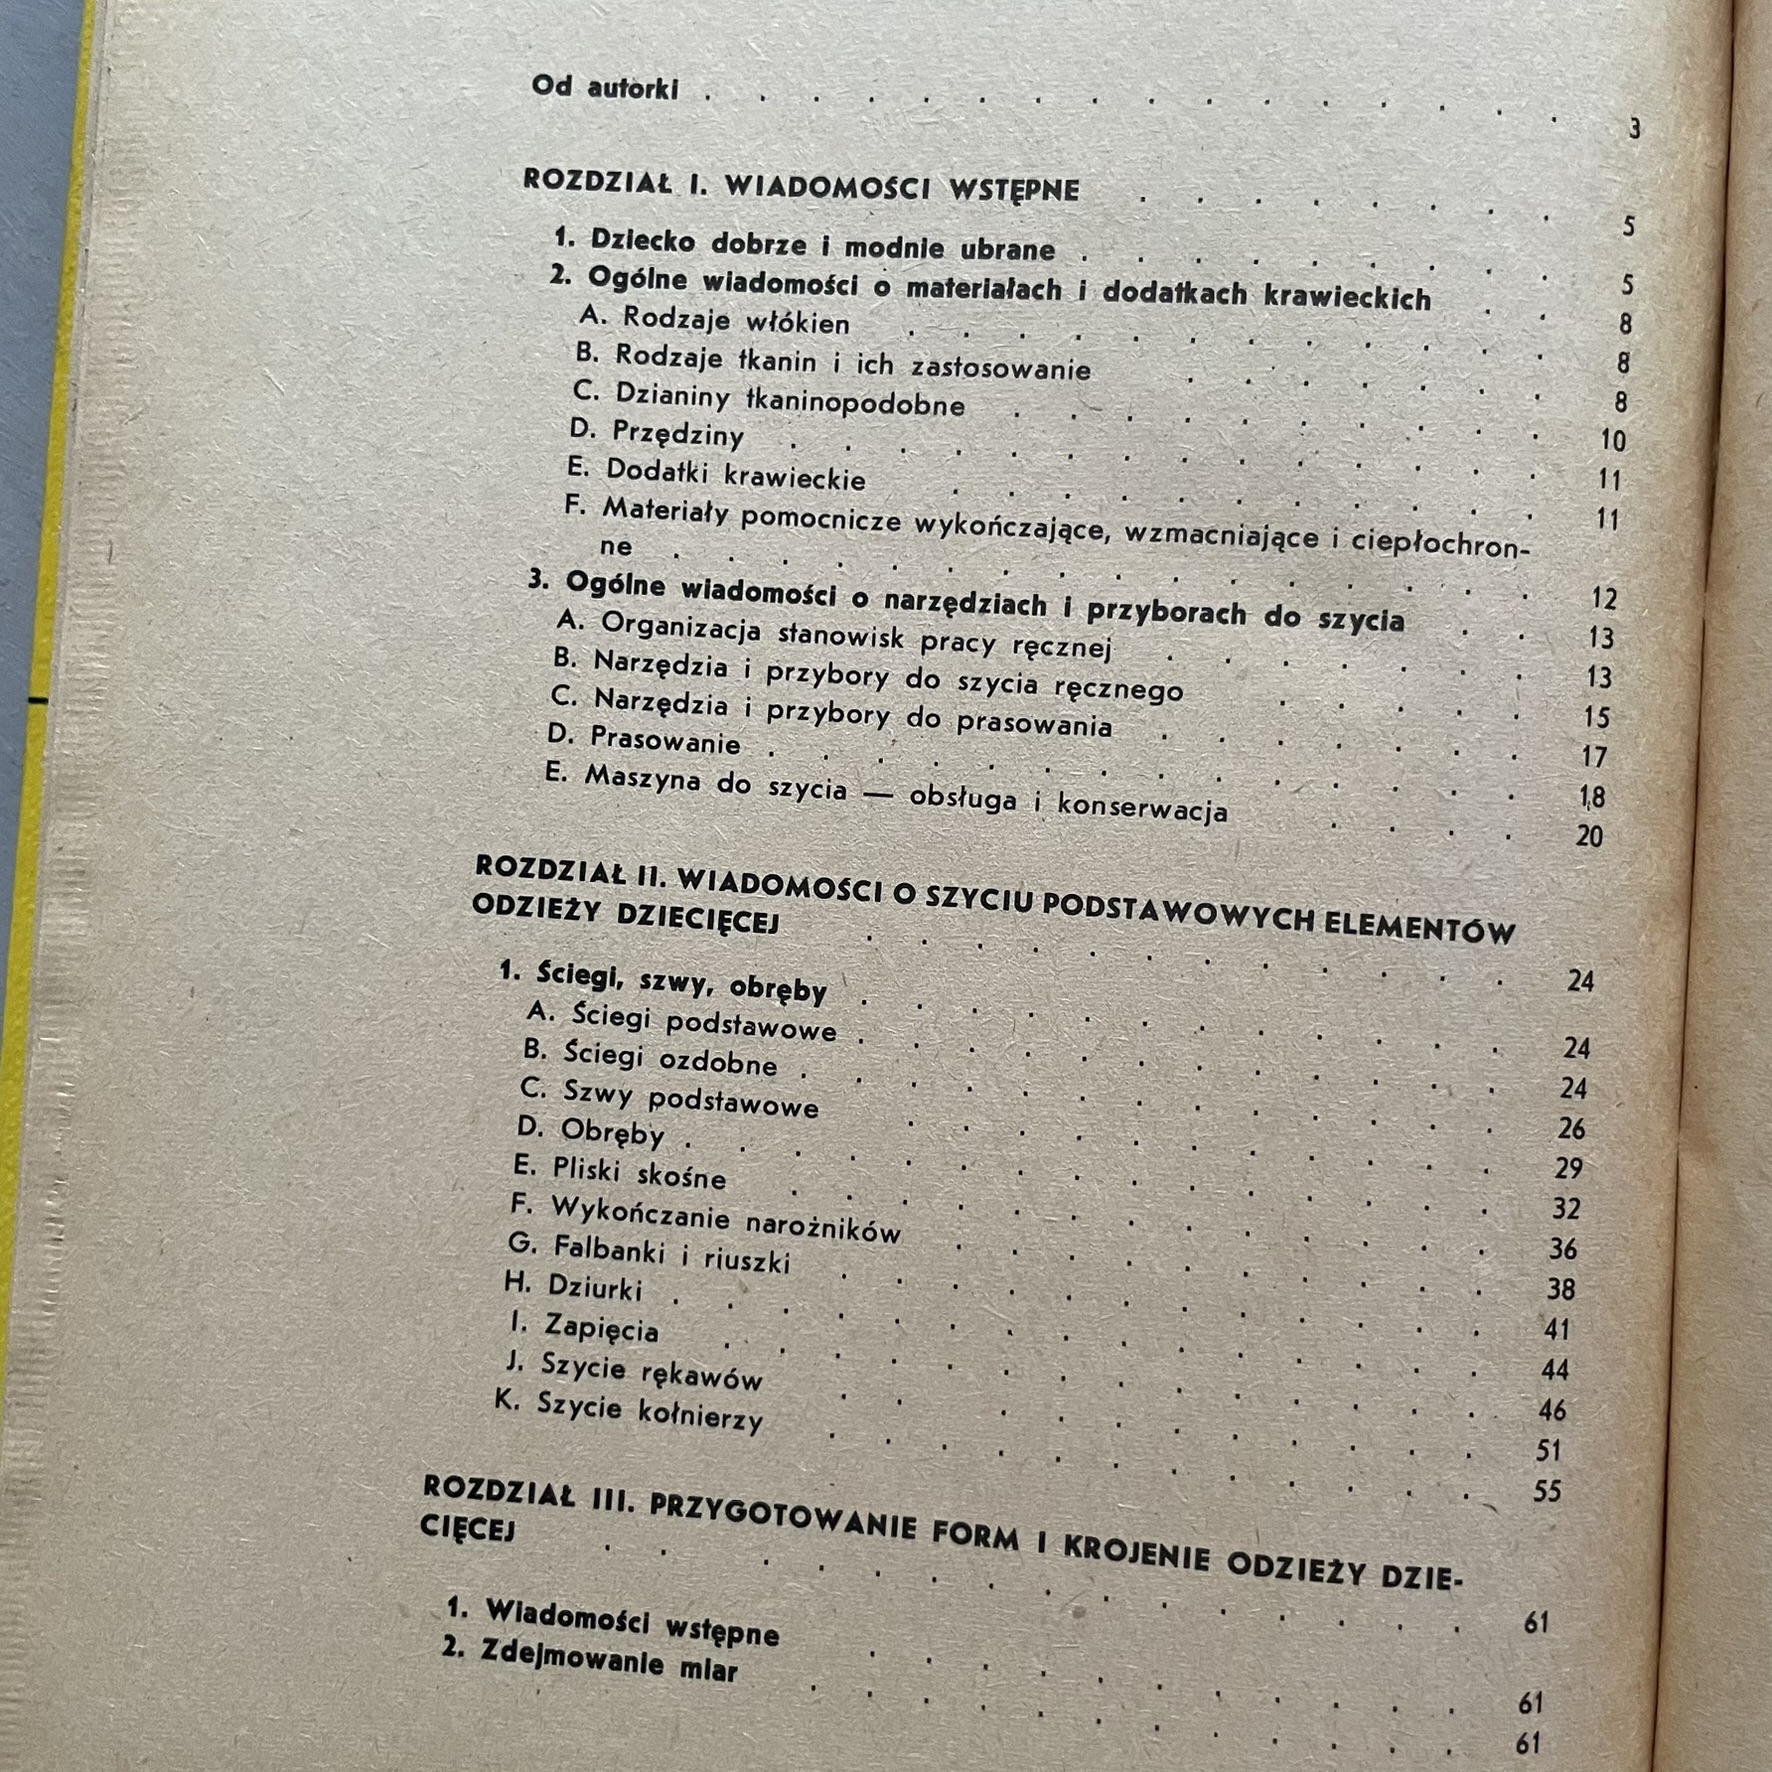 Od autorki . . . . . . . . . . . . . . . . 3
ROZDZIAŁ I. WIADOMOŚCI WSTĘPNE . . . . . . . . 5
1. Dziecko dobrze i modnie ubrane . . . . . . . . . 5
2. Ogólne wiadomości o materiałach i dodatkach krawieckich . . 8
A. Rodzaje włókien . . . . . . . . . . . . 8
B. Rodzaje tkanin i ich zastosowanie . . . . . . . 8
C. Dzianiny tkaninopodobne . . . . . . . . . . 10
D. Przędziny . . . . . . . . . . . . . . 11
E. Dodatki krawieckie . . . . . . . . . . . 11
F. Materiały pomocnicze wykończające, wzmacniające i ciepłochron-
ne . . . . . . . . . . . . . . . . 12
3. Ogólne wiadomości o narzędziach i przyborach do szycia . . 13
A. Organizacja stanowisk pracy ręcznej . . . . . . . 13
B. Narzędzia i przybory do szycia ręcznego . . . . . 15
C. Narzędzia i przybory do prasowania . . . . . . . 17
D. Prasowanie . . . . . . . . . . . . . . 18
E. Maszyna do szycia — obsługa i konserwacja . . . . 20
ROZDZIAŁ II. WIADOMOŚCI O SZYCIU PODSTAWOWYCH ELEMENTÓW
ODZIEŻY DZIECIĘCEJ . . . . . . . . . . . . 24
1. Ściegi, szwy, obręby . . . . . . . . . . . . 24
A. Ściegi podstawowe . . . . . . . . . . . . 24
B. Ściegi ozdobne . . . . . . . . . . . . . 26
C. Szwy podstawowe . . . . . . . . . . . 29
D. Obręby . . . . . . . . . . . . . . . 32
E. Pliski skośne . . . . . . . . . . . . . 36
F. Wykończanie narożników . . . . . . . . . . 38
G. Falbanki i riuszki . . . . . . . . . . . . 41
H. Dziurki . . . . . . . . . . . . . . . 44
I. Zapięcia . . . . . . . . . . . . . . 46
J. Szycie rękawów . . . . . . . . . . . . 51
K. Szycie kołnierzy . . . . . . . . . . . . 55
ROZDZIAŁ III. PRZYGOTOWANIE FORM I KROJENIE ODZIEŻY DZIE-
CIĘCEJ . . . . . . . . . . . . . . . 61
1. Wiadomości wstępne . . . . . . . . . . . 61
2. Zdejmowanie miar . . . . . . . . . . . . 61